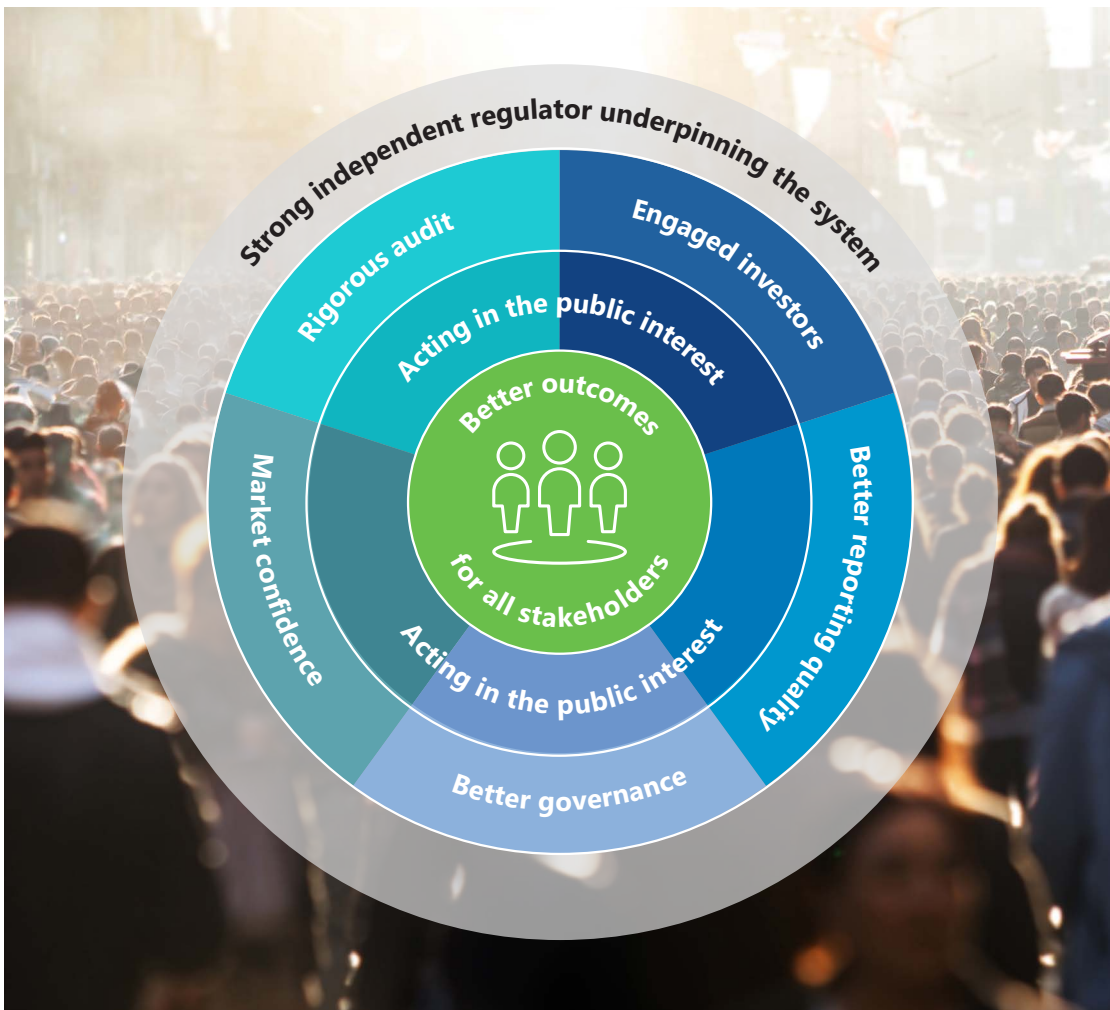 Strong independent regulator underpinning the system
Rigorous audit
Engaged investors
Acting in the public interest
Better outcomes
for all stakeholders
Market confidence
Better reporting quality
Acting in the public interest
Better governance